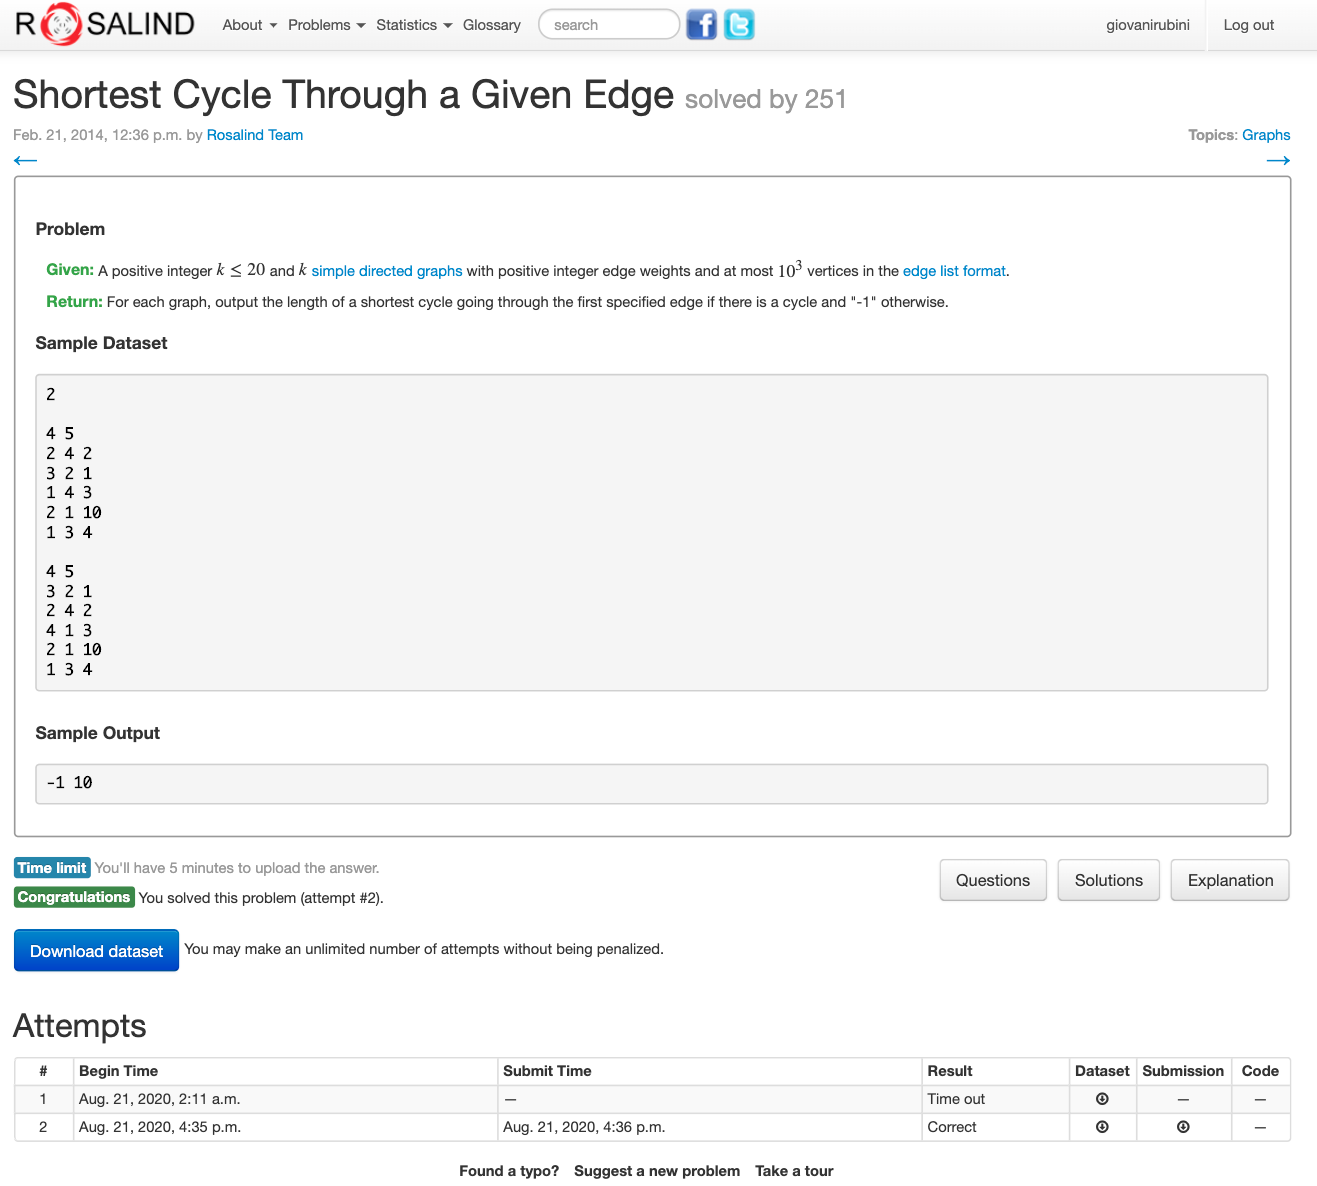 ROSALIND About Problems Statistics Glossary search giovanirubini Log out
Shortest Cycle Through a Given Edge solved by 251
Feb. 21, 2014, 12:36 p.m. by Rosalind Team Topics: Graphs
← →
Problem
Given: A positive integer k ≤ 20 and k simple directed graphs with positive integer edge weights and at most 10³ vertices in the edge list format.
Return: For each graph, output the length of a shortest cycle going through the first specified edge if there is a cycle and "-1" otherwise.
Sample Dataset
2
4 5
2 4 2
3 2 1
1 4 3
2 1 10
1 3 4
4 5
3 2 1
2 4 2
4 1 3
2 1 10
1 3 4
Sample Output
-1 10
Time limit You'll have 5 minutes to upload the answer.
Congratulations You solved this problem (attempt #2).
Questions Solutions Explanation
Download dataset You may make an unlimited number of attempts without being penalized.
Attempts
# Begin Time Submit Time Result Dataset Submission Code
1 Aug. 21, 2020, 2:11 a.m. — Time out — —
2 Aug. 21, 2020, 4:35 p.m. Aug. 21, 2020, 4:36 p.m. Correct —
Found a typo? Suggest a new problem Take a tour